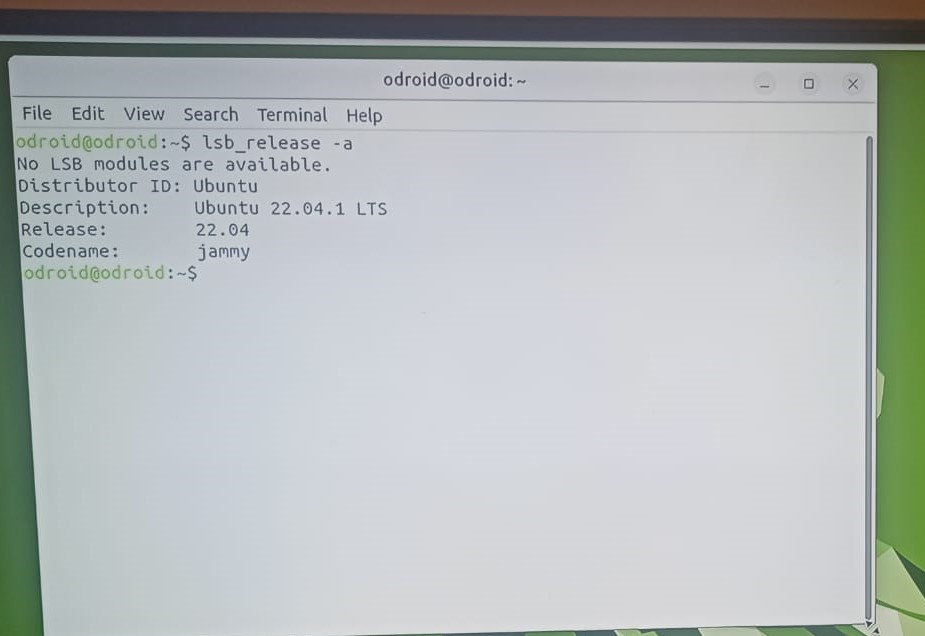 odroid@odroid: ~
File Edit View Search Terminal Help
odroid@odroid:~$ lsb_release -a
No LSB modules are available.
Distributor ID: Ubuntu
Description:    Ubuntu 22.04.1 LTS
Release:        22.04
Codename:       jammy
odroid@odroid:~$